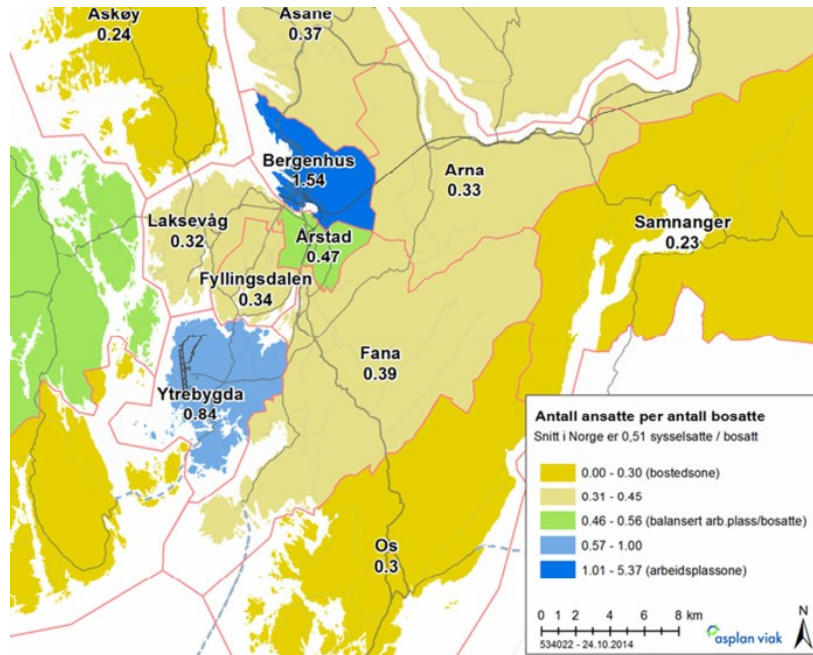 Askøy
0.24
Åsane
0.37
Bergenhus
1.54
Arna
0.33
Laksevåg
0.32
Årstad
0.47
Samnanger
0.23
Fyllingsdalen
0.34
Fana
0.39
Ytrebygda
0.84
Os
0.3
Antall ansatte per antall bosatte
Snitt i Norge er 0,51 sysselsatte / bosatt
0.00 - 0.30 (bostedsone)
0.31 - 0.45
0.46 - 0.56 (balansert arb.plass/bosatte)
0.57 - 1.00
1.01 - 5.37 (arbeidsplassone)
0 1 2 4 6 8 km
N
534022 - 24.10.2014
asplan viak